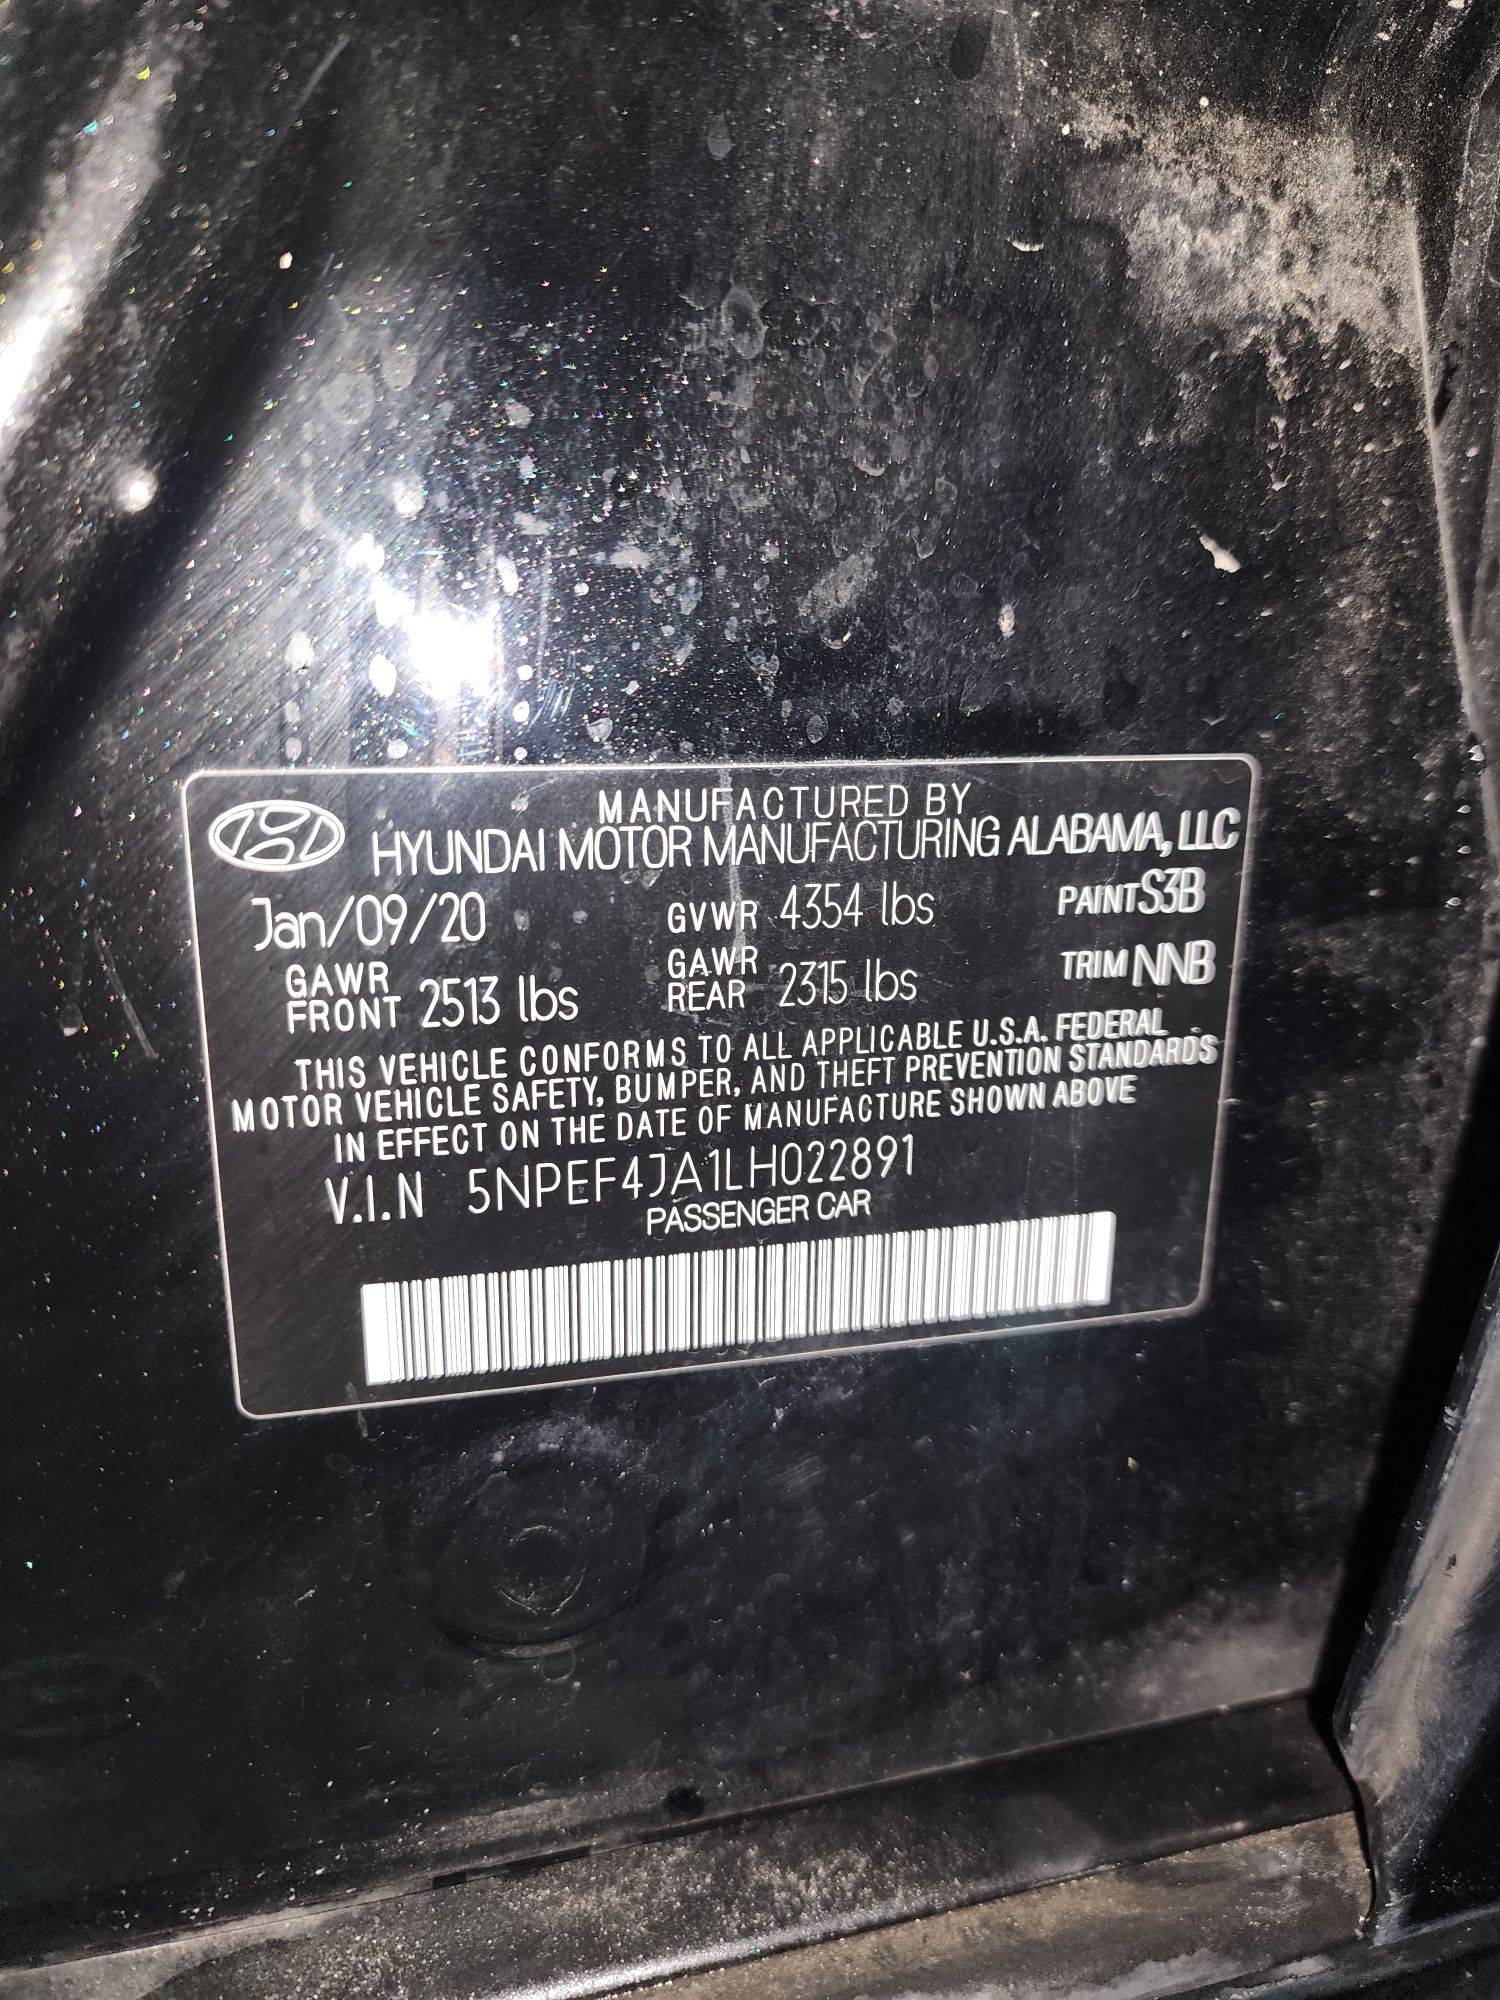 MANUFACTURED BY
HYUNDAI MOTOR MANUFACTURING ALABAMA, LLC
Jan/09/20 GVWR 4354 lbs PAINT S3B
GAWR FRONT 2513 lbs GAWR REAR 2315 lbs TRIM NNB
THIS VEHICLE CONFORMS TO ALL APPLICABLE U.S.A. FEDERAL
MOTOR VEHICLE SAFETY, BUMPER, AND THEFT PREVENTION STANDARDS
IN EFFECT ON THE DATE OF MANUFACTURE SHOWN ABOVE
V.I.N 5NPEF4JA1LH022891
PASSENGER CAR